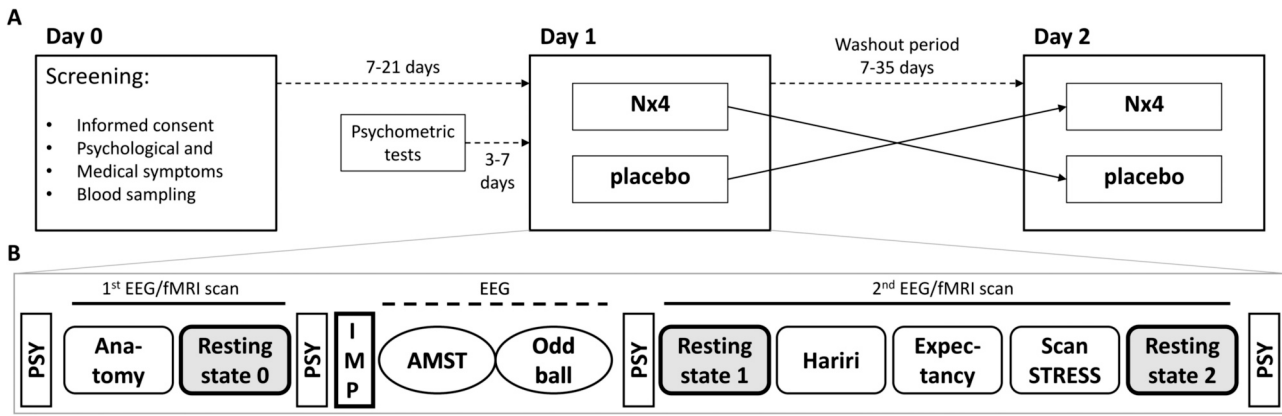 A
Day 0
Screening:
• Informed consent
• Psychological and
• Medical symptoms
• Blood sampling
7-21 days
Psychometric
tests
3-7
days
Day 1
Nx4
placebo
Washout period
7-35 days
Day 2
Nx4
placebo
B
1st EEG/fMRI scan
EEG
2nd EEG/fMRI scan
PSY
Ana-
tomy
Resting
state 0
PSY
I
M
P
AMST
Odd
ball
PSY
Resting
state 1
Hariri
Expec-
tancy
Scan
STRESS
Resting
state 2
PSY